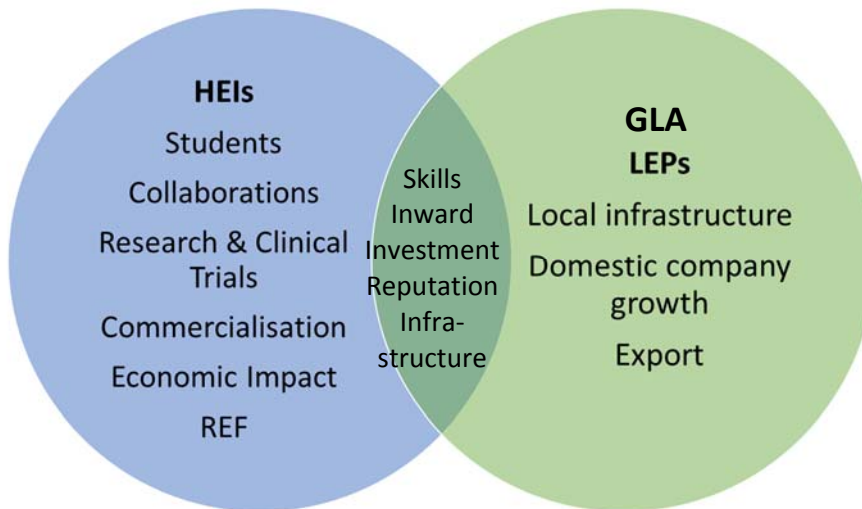 HEIs
Students
Collaborations
Research & Clinical
Trials
Commercialisation
Economic Impact
REF
Skills
Inward
Investment
Reputation
Infra-
structure
GLA
LEPs
Local infrastructure
Domestic company
growth
Export